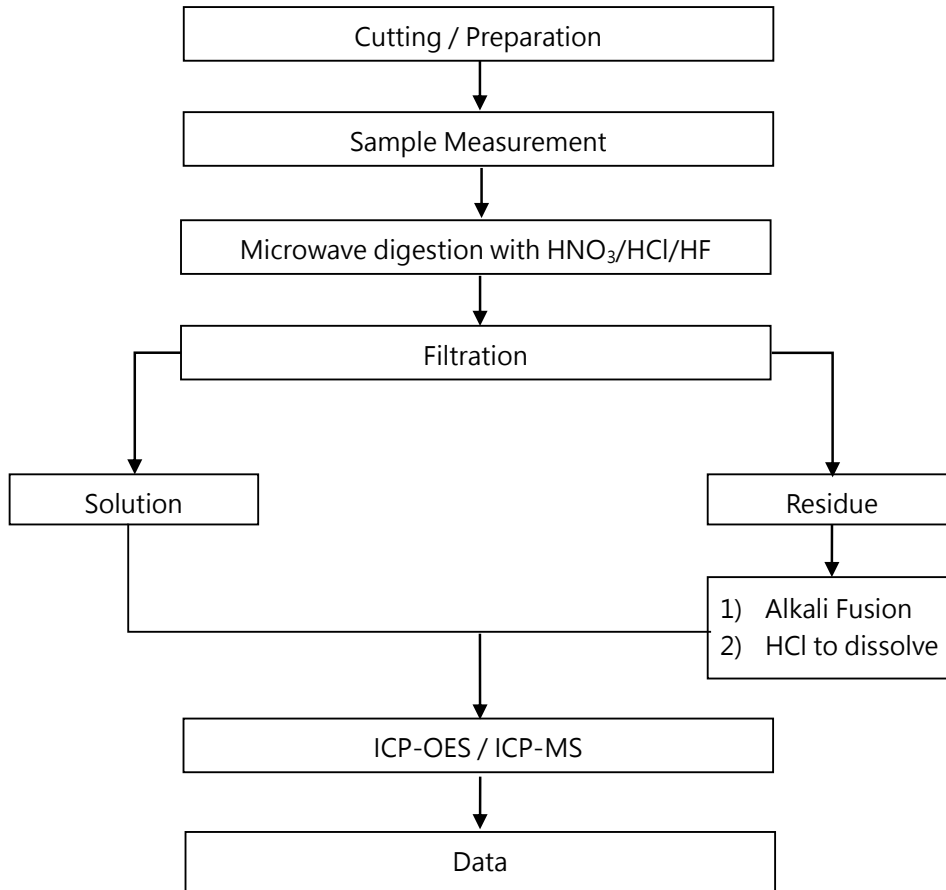 Cutting / Preparation
Sample Measurement
Microwave digestion with HNO₃/HCl/HF
Filtration
Solution
Residue
1) Alkali Fusion
2) HCl to dissolve
ICP-OES / ICP-MS
Data